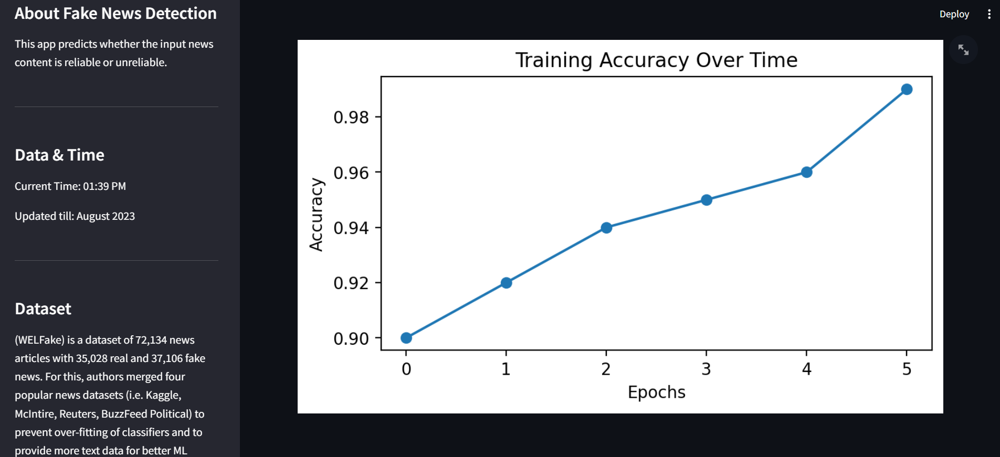 About Fake News Detection
This app predicts whether the input news
content is reliable or unreliable.
Data & Time
Current Time: 01:39 PM
Updated till: August 2023
Dataset
(WELFake) is a dataset of 72,134 news
articles with 35,028 real and 37,106 fake
news. For this, authors merged four
popular news datasets (i.e. Kaggle,
McIntire, Reuters, BuzzFeed Political) to
prevent over-fitting of classifiers and to
provide more text data for better ML
Deploy
Training Accuracy Over Time
Accuracy
0.98
0.96
0.94
0.92
0.90
0 1 2 3 4 5
Epochs